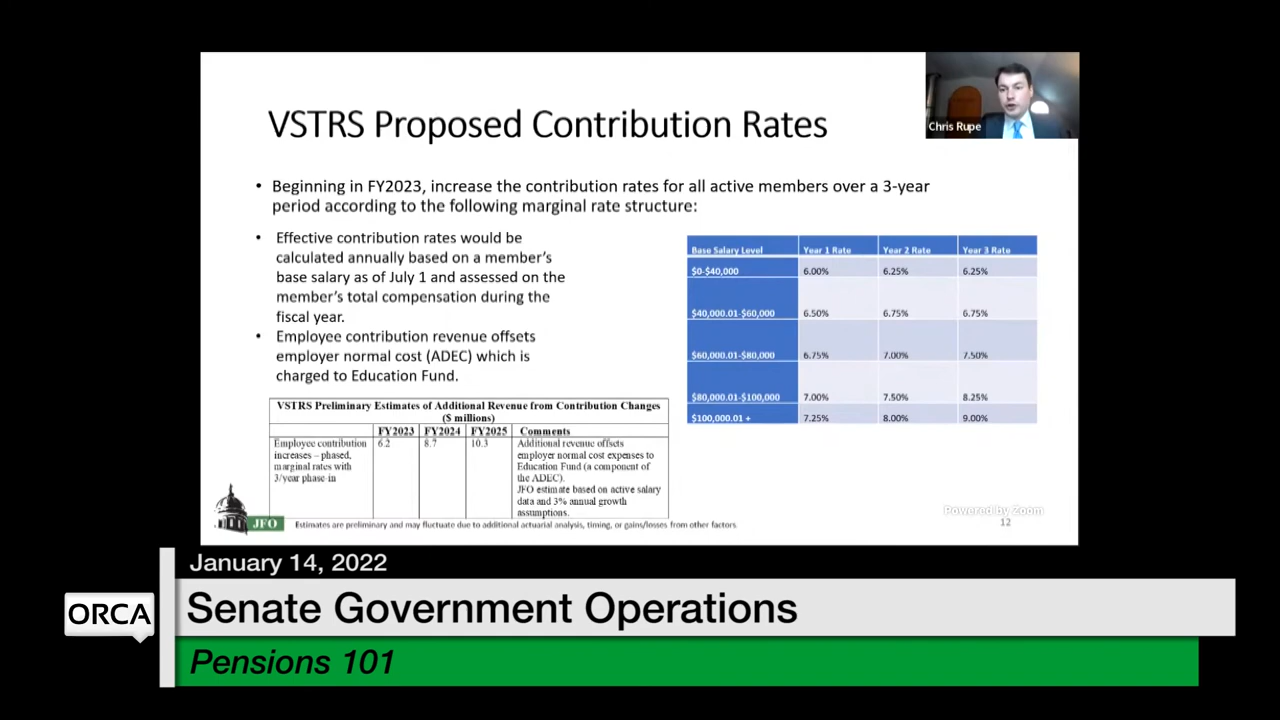 VSTRS Proposed Contribution Rates
Chris Rupe
• Beginning in FY2023, increase the contribution rates for all active members over a 3-year
period according to the following marginal rate structure:
• Effective contribution rates would be
calculated annually based on a member's
base salary as of July 1 and assessed on the
member's total compensation during the
fiscal year.
• Employee contribution revenue offsets
employer normal cost (ADEC) which is
charged to Education Fund.
Base Salary Level Year 1 Rate Year 2 Rate Year 3 Rate
$0-$40,000 6.00% 6.25% 6.25%
$40,000.01-$60,000 6.50% 6.75% 6.75%
$60,000.01-$80,000 6.75% 7.00% 7.50%
$80,000.01-$100,000 7.00% 7.50% 8.25%
$100,000.01 + 7.25% 8.00% 9.00%
VSTRS Preliminary Estimates of Additional Revenue from Contribution Changes
($ millions)
FY2023 FY2024 FY2025 Comments
Employee contribution 6.2 8.7 10.3 Additional revenue offsets
increases – phased, employer normal cost expenses to
marginal rates with Education Fund (a component of
3/year phase-in the ADEC).
JFO estimate based on active salary
data and 3% annual growth
assumptions.
JFO
Estimates are preliminary and may fluctuate due to additional actuarial analysis, timing, or gains/losses from other factors.
Powered by Zoom
12
January 14, 2022
ORCA
Senate Government Operations
Pensions 101